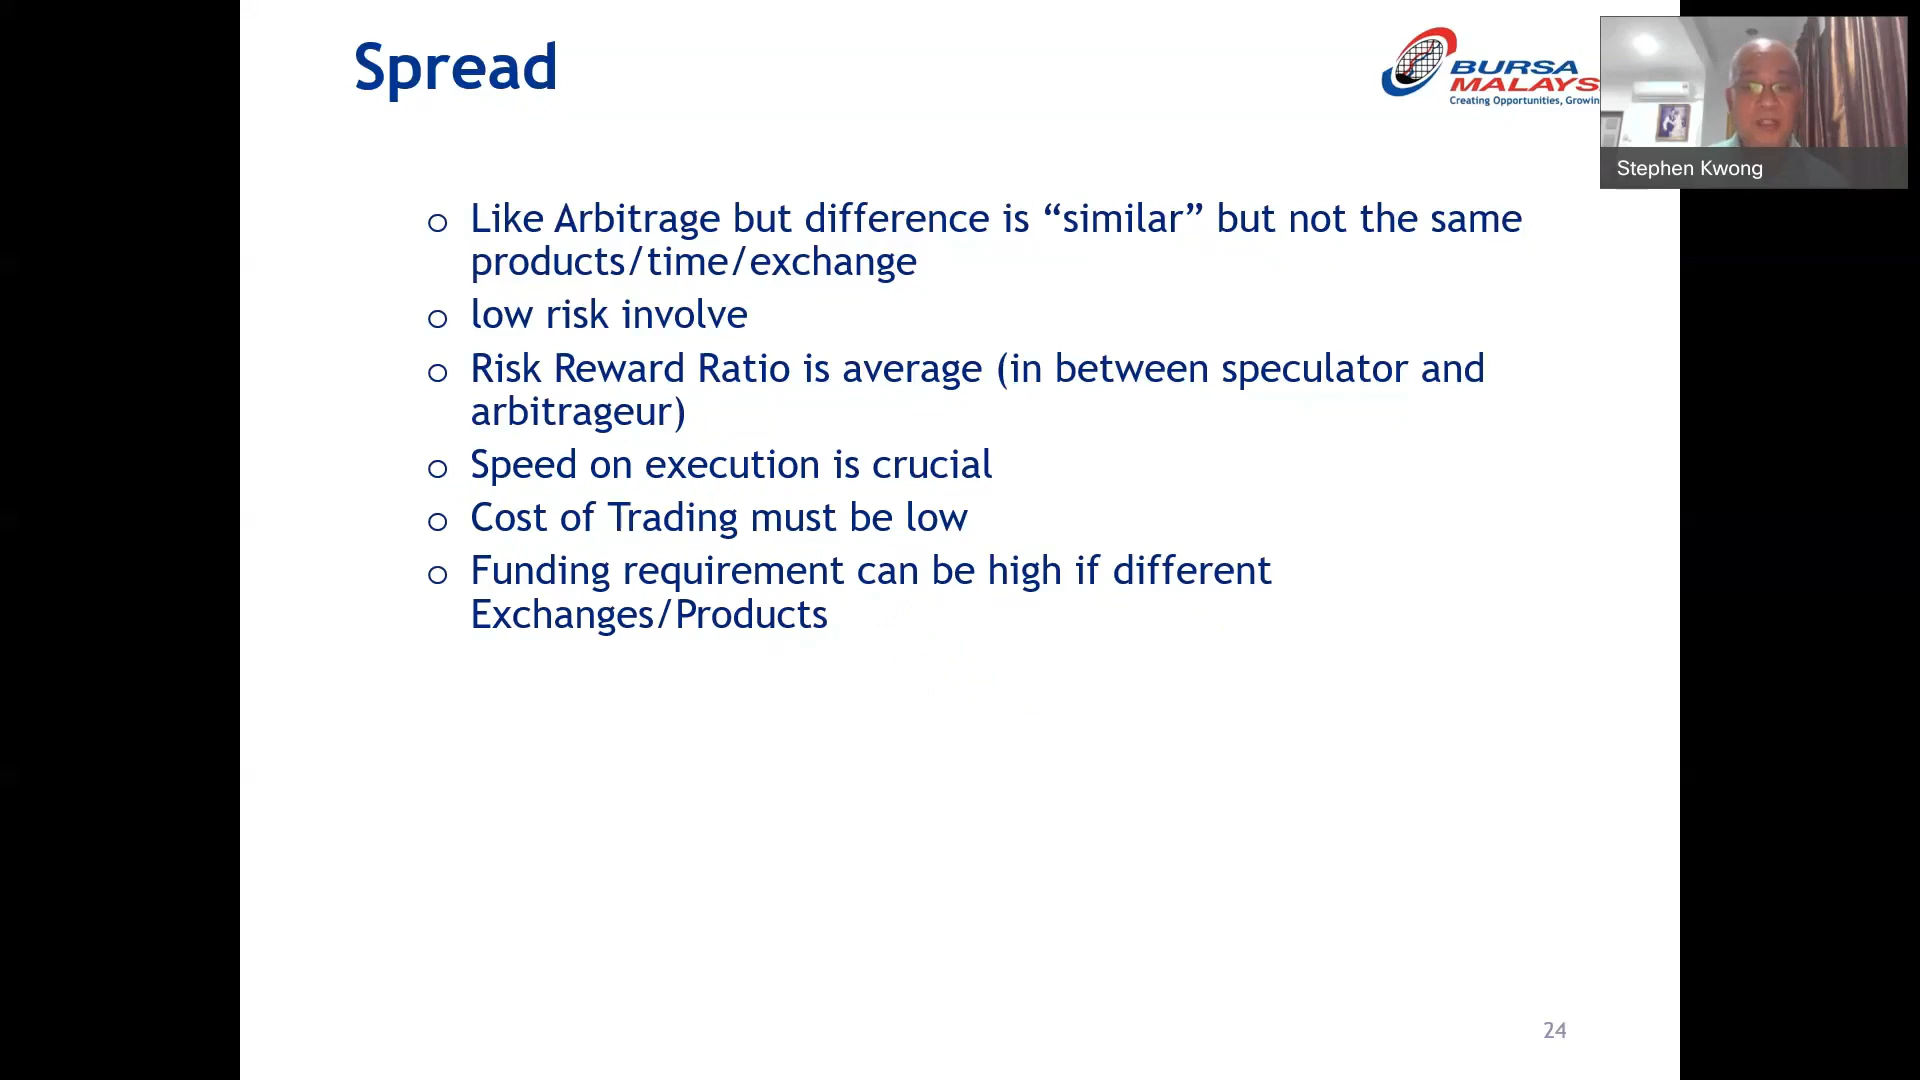 Spread
BURSA
MALAYS
Creating Opportunities, Growin
Stephen Kwong
o Like Arbitrage but difference is “similar” but not the same
products/time/exchange
o low risk involve
o Risk Reward Ratio is average (in between speculator and
arbitrageur)
o Speed on execution is crucial
o Cost of Trading must be low
o Funding requirement can be high if different
Exchanges/Products
24